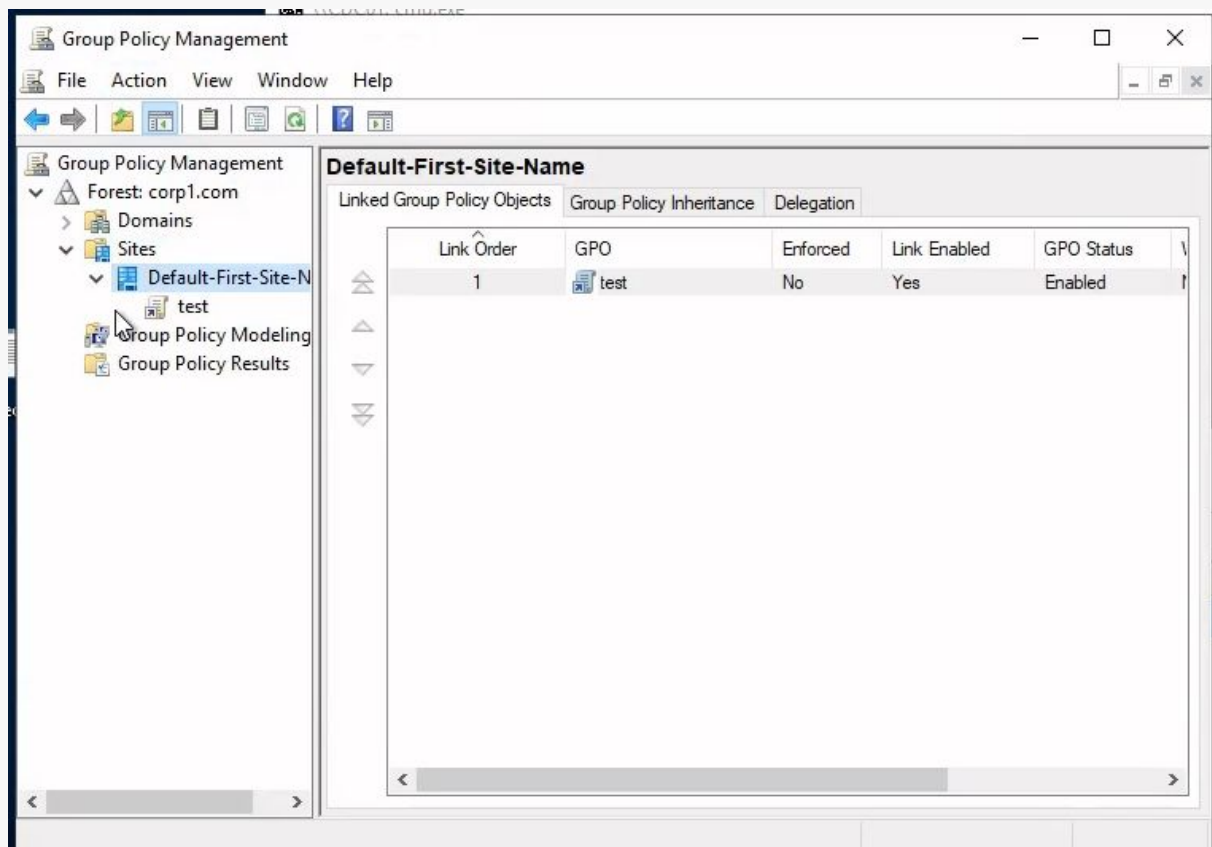 Group Policy Management
File Action View Window Help
Group Policy Management
Forest: corp1.com
Domains
Sites
Default-First-Site-N
test
Group Policy Modeling
Group Policy Results
Default-First-Site-Name
Linked Group Policy Objects Group Policy Inheritance Delegation
Link Order GPO Enforced Link Enabled GPO Status
1 test No Yes Enabled